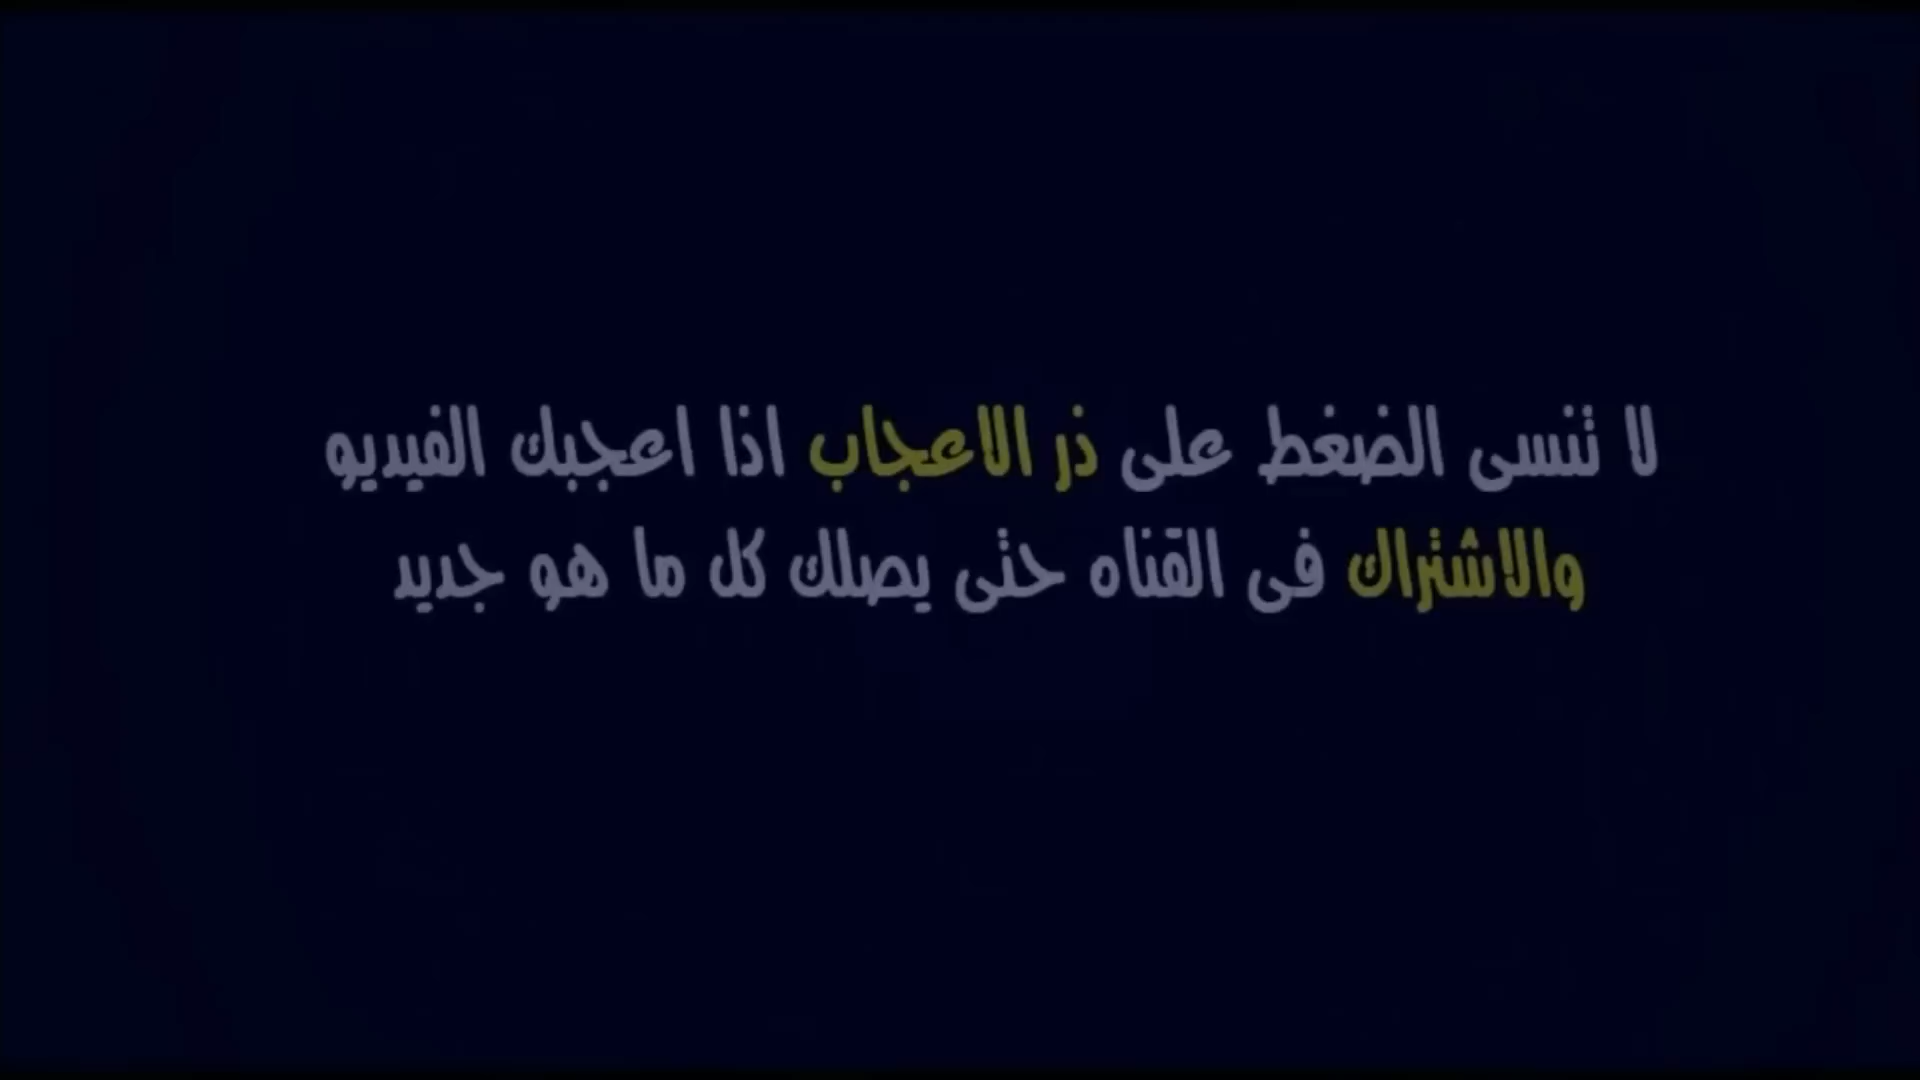 لا تنسى الضغط على ذر الاعجاب اذا اعجبك الفيديو
والاشتراك فى القناه حتى يصلك كل ما هو جديد